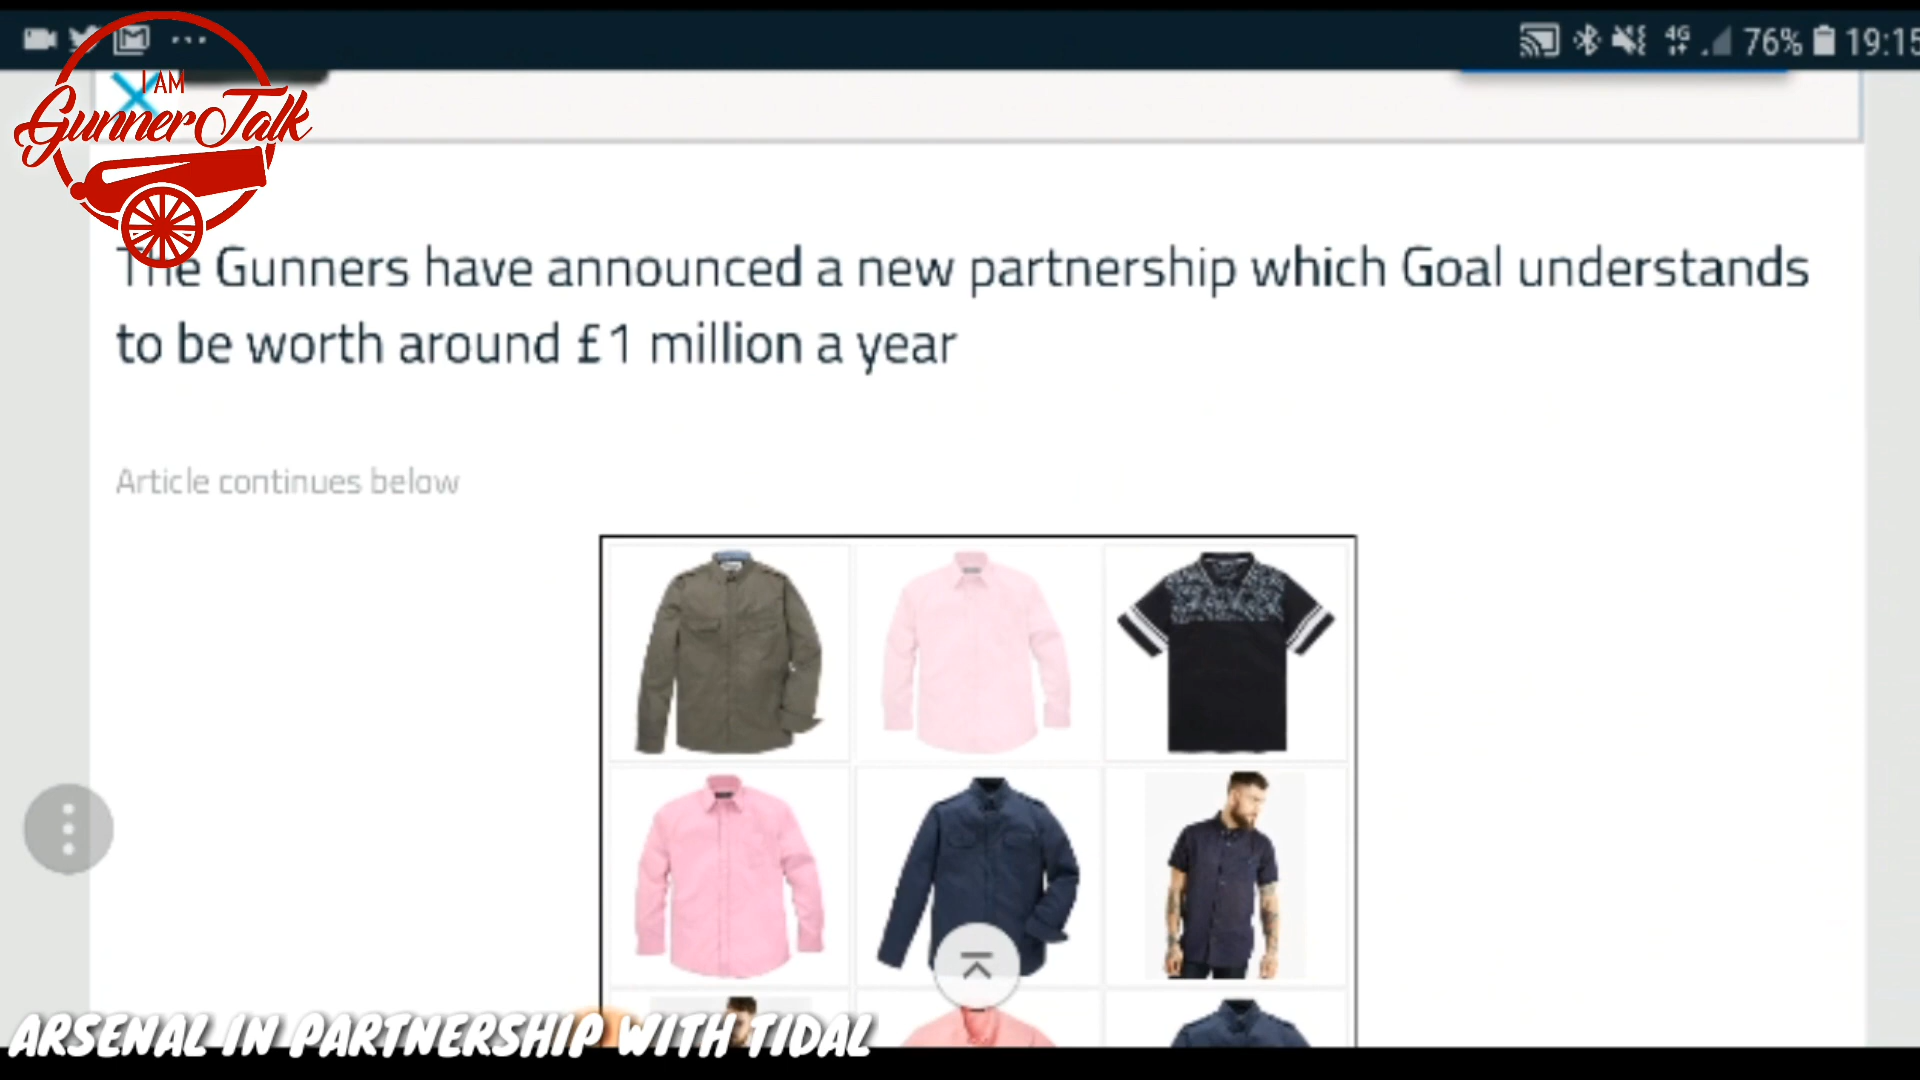 76% 19:15
4G
I AM
GunnerTalk
The Gunners have announced a new partnership which Goal understands
to be worth around £1 million a year
Article continues below
ARSENAL IN PARTNERSHIP WITH TIDAL